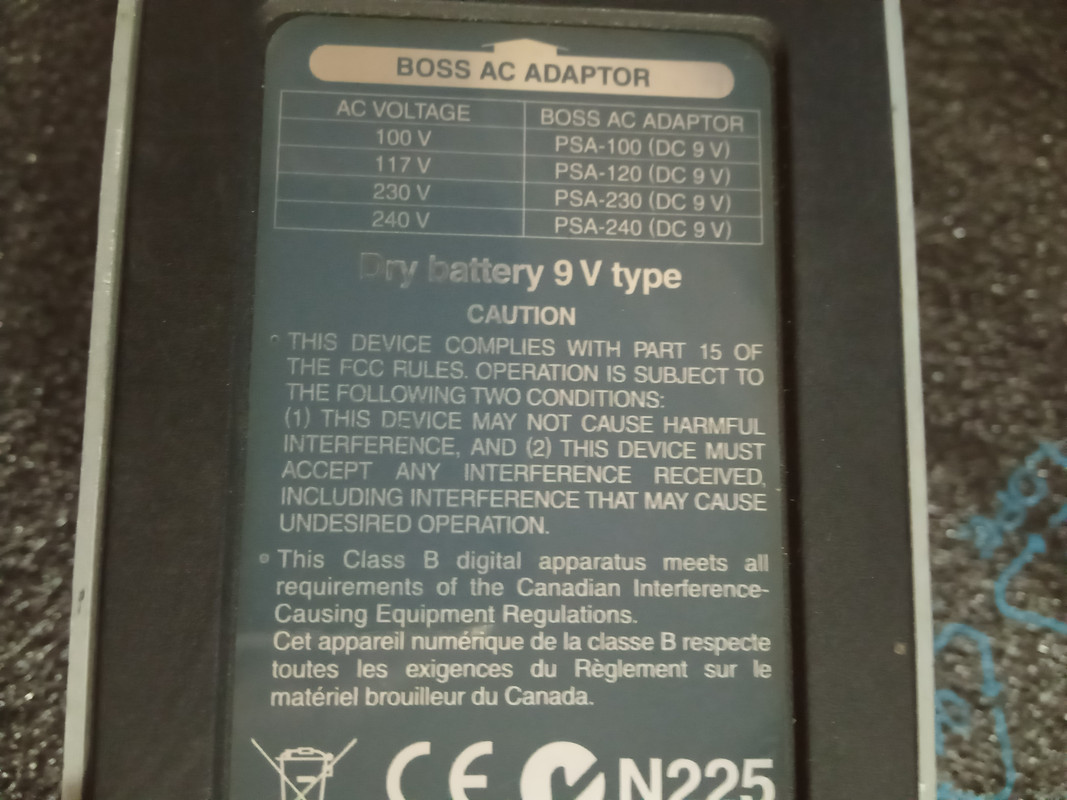 BOSS AC ADAPTOR
AC VOLTAGE BOSS AC ADAPTOR
100 V PSA-100 (DC 9 V)
117 V PSA-120 (DC 9 V)
230 V PSA-230 (DC 9 V)
240 V PSA-240 (DC 9 V)
Dry battery 9 V type
CAUTION
° THIS DEVICE COMPLIES WITH PART 15 OF
THE FCC RULES. OPERATION IS SUBJECT TO
THE FOLLOWING TWO CONDITIONS:
(1) THIS DEVICE MAY NOT CAUSE HARMFUL
INTERFERENCE, AND (2) THIS DEVICE MUST
ACCEPT ANY INTERFERENCE RECEIVED,
INCLUDING INTERFERENCE THAT MAY CAUSE
UNDESIRED OPERATION.
° This Class B digital apparatus meets all
requirements of the Canadian Interference-
Causing Equipment Regulations.
Cet appareil numérique de la classe B respecte
toutes les exigences du Règlement sur le
matériel brouilleur du Canada.
CE N225